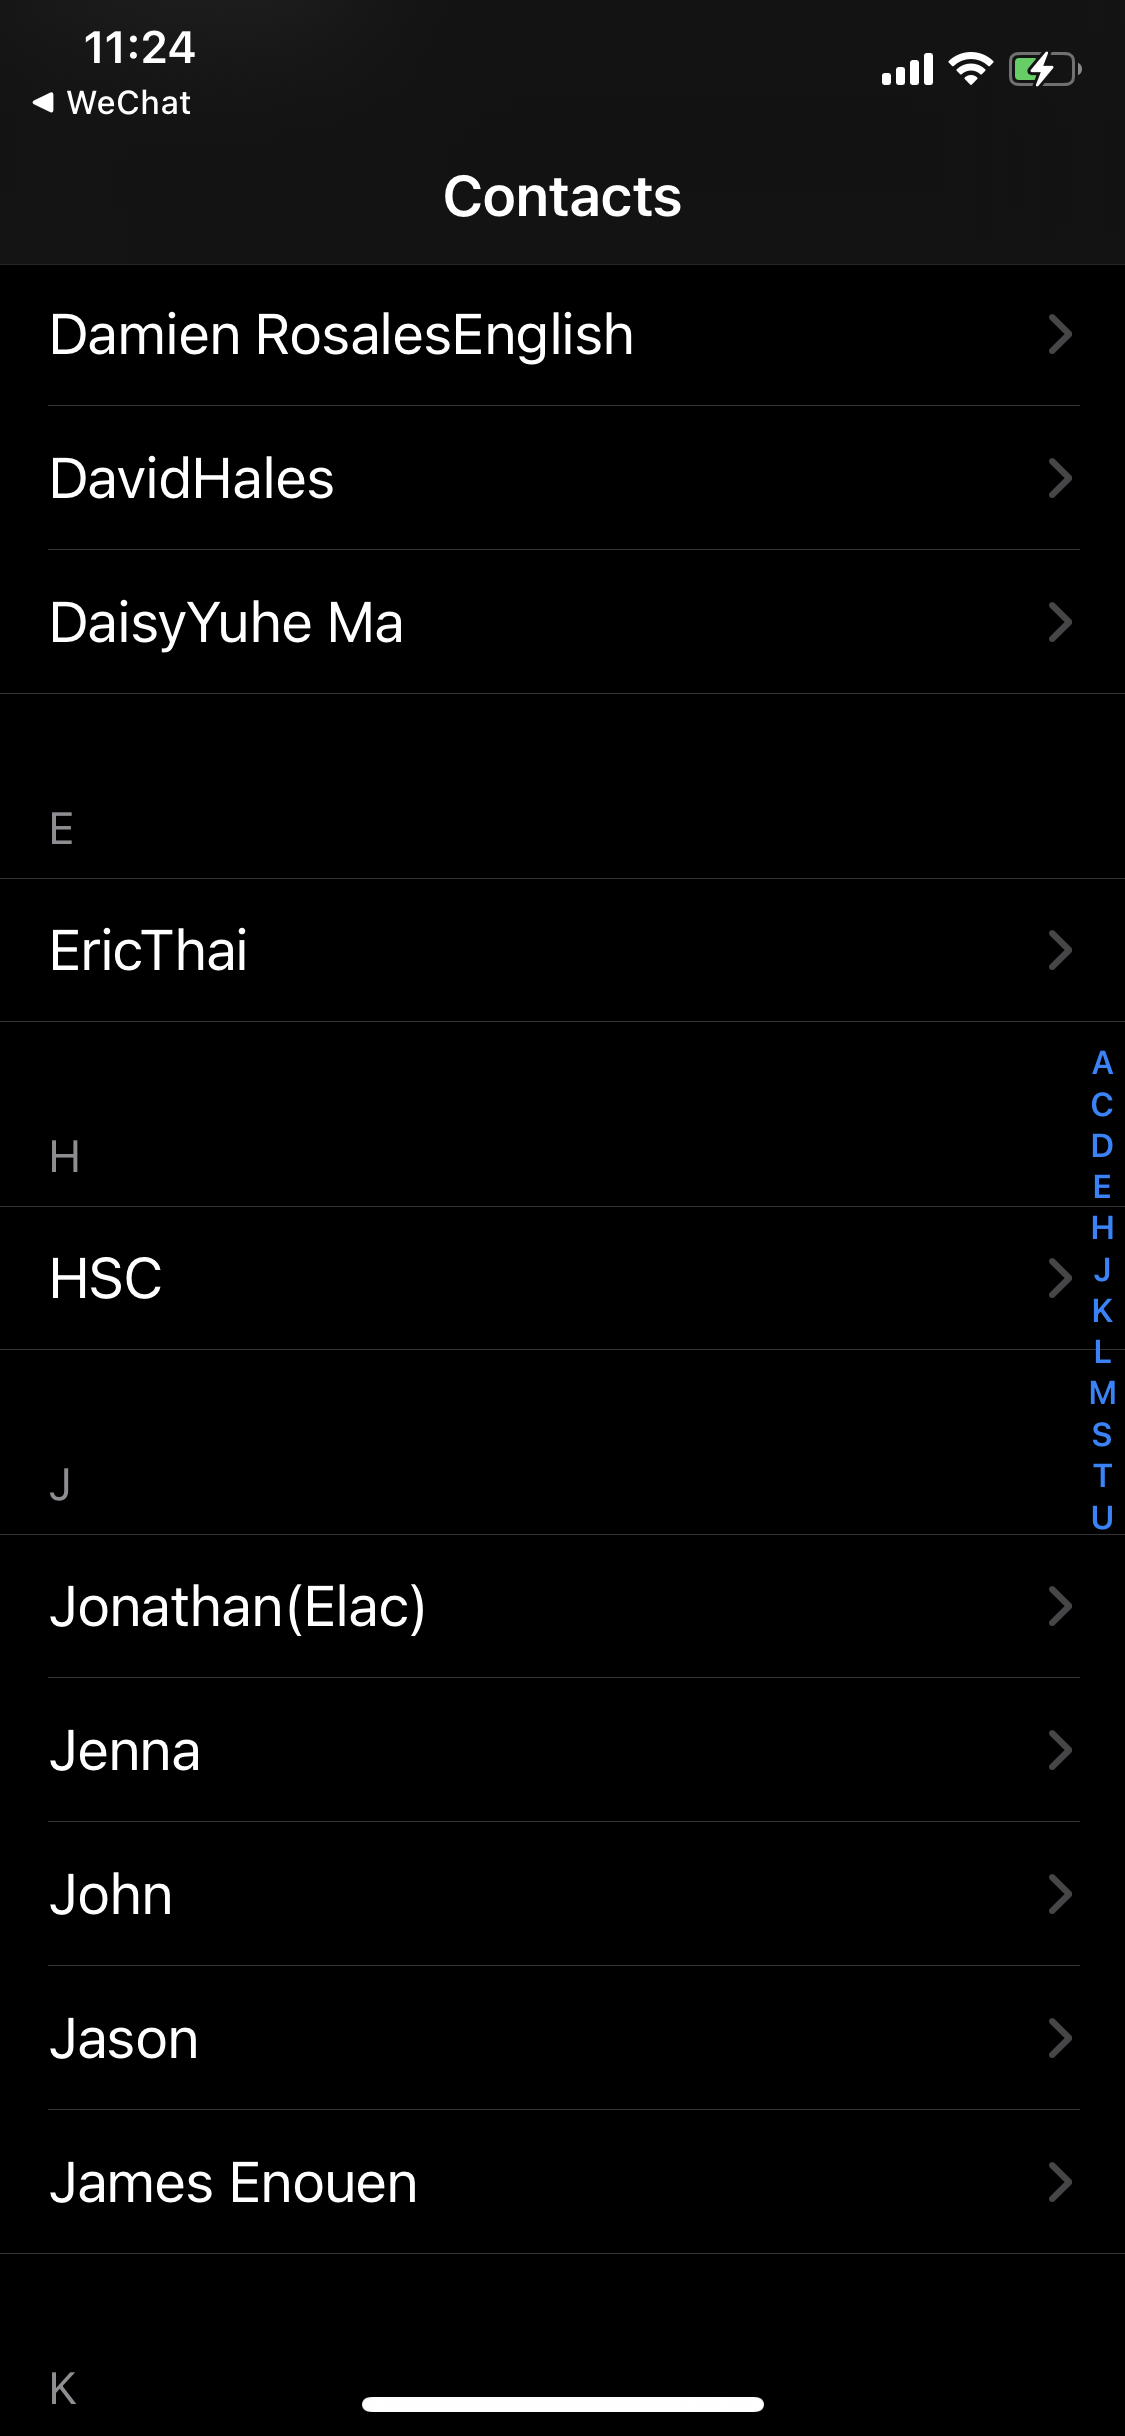 11:24
◀ WeChat
Contacts
Damien RosalesEnglish
DavidHales
DaisyYuhe Ma
E
EricThai
H
HSC
J
Jonathan(Elac)
Jenna
John
Jason
James Enouen
K
A
C
D
E
H
J
K
L
M
S
T
U